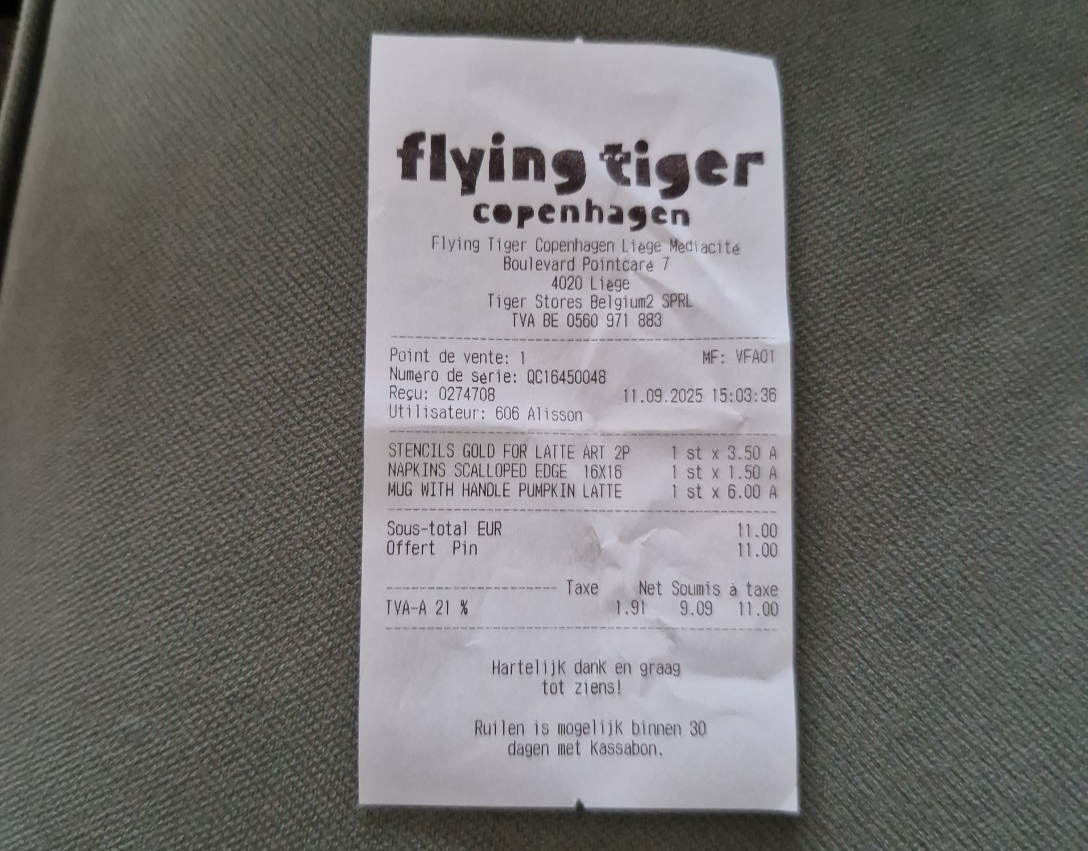 flying tiger
copenhagen
Flying Tiger Copenhagen Liège Médiacité
Boulevard Pointcaré 7
4020 Liège
Tiger Stores Belgium2 SPRL
TVA BE 0560 971 883
Point de vente: 1 MF: VFA01
Numéro de série: QC16450048
Reçu: 0274708 11.09.2025 15:03:36
Utilisateur: 606 Alisson
STENCILS GOLD FOR LATTE ART 2P 1 st x 3.50 A
NAPKINS SCALLOPED EDGE 16X16 1 st x 1.50 A
MUG WITH HANDLE PUMPKIN LATTE 1 st x 6.00 A
Sous-total EUR 11.00
Offert Pin 11.00
Taxe Net Soumis à taxe
TVA-A 21 % 1.91 9.09 11.00
Hartelijk dank en graag
tot ziens!
Ruilen is mogelijk binnen 30
dagen met kassabon.